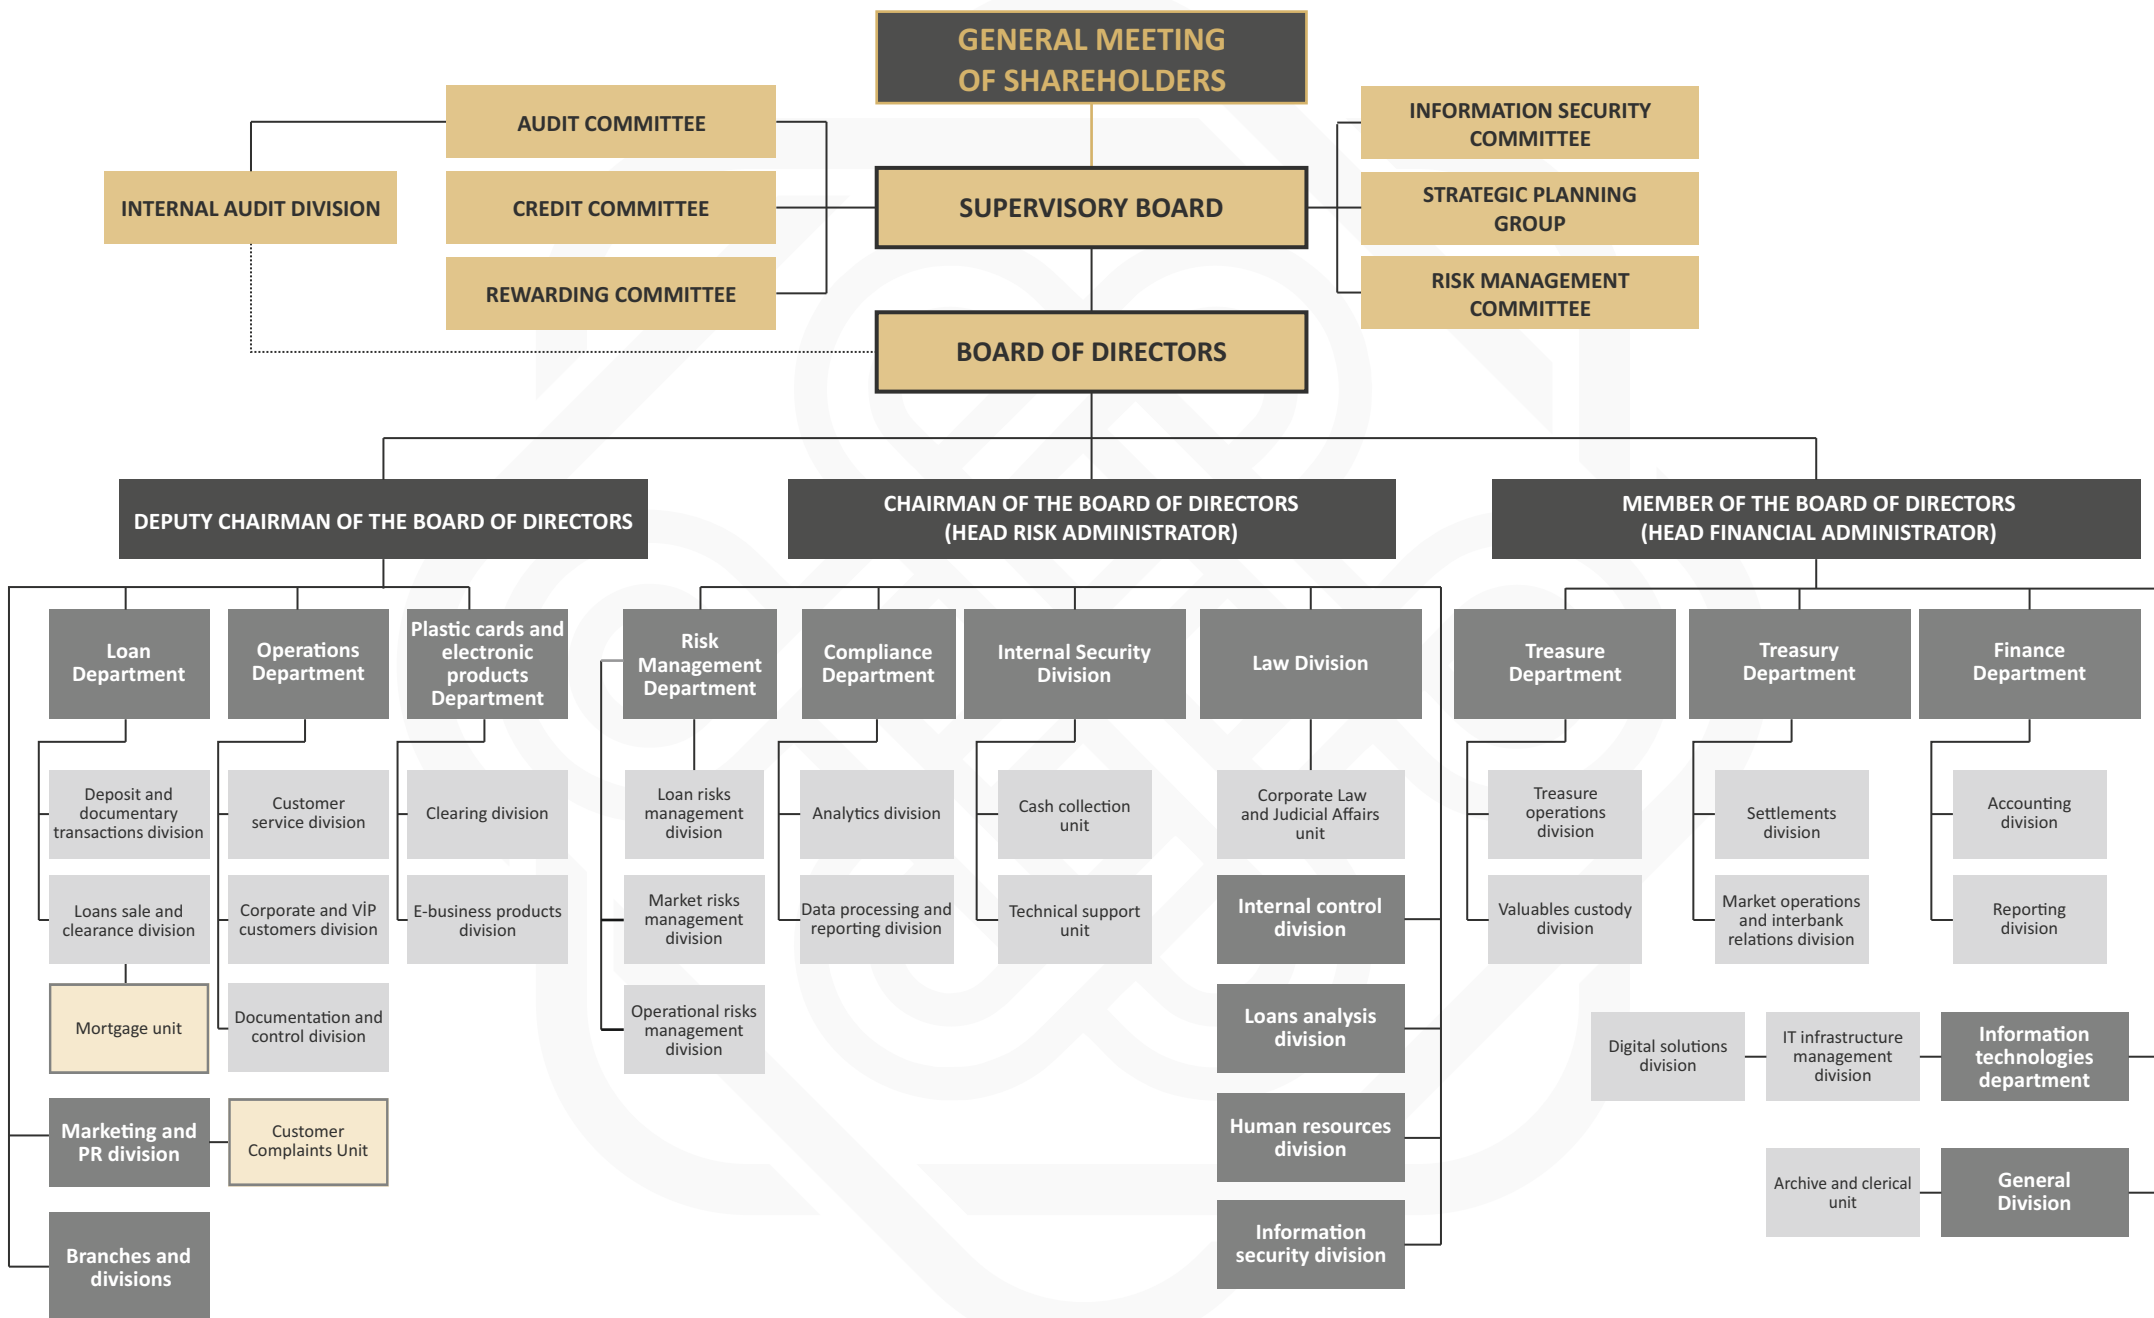 GENERAL MEETING
OF SHAREHOLDERS
AUDIT COMMITTEE
INFORMATION SECURITY
COMMITTEE
INTERNAL AUDIT DIVISION
CREDIT COMMITTEE
SUPERVISORY BOARD
STRATEGIC PLANNING
GROUP
REWARDING COMMITTEE
RISK MANAGEMENT
COMMITTEE
BOARD OF DIRECTORS
DEPUTY CHAIRMAN OF THE BOARD OF DIRECTORS
CHAIRMAN OF THE BOARD OF DIRECTORS
(HEAD RISK ADMINISTRATOR)
MEMBER OF THE BOARD OF DIRECTORS
(HEAD FINANCIAL ADMINISTRATOR)
Loan
Department
Operations
Department
Plastic cards and
electronic
products
Department
Risk
Management
Department
Compliance
Department
Internal Security
Division
Law Division
Treasure
Department
Treasury
Department
Finance
Department
Deposit and
documentary
transactions division
Customer
service division
Clearing division
Loan risks
management
division
Analytics division
Cash collection
unit
Corporate Law
and Judicial Affairs
unit
Treasure
operations
division
Settlements
division
Accounting
division
Loans sale and
clearance division
Corporate and VİP
customers division
E-business products
division
Market risks
management
division
Data processing and
reporting division
Technical support
unit
Internal control
division
Valuables custody
division
Market operations
and interbank
relations division
Reporting
division
Mortgage unit
Documentation and
control division
Operational risks
management
division
Loans analysis
division
Digital solutions
division
IT infrastructure
management
division
Information
technologies
department
Marketing and
PR division
Customer
Complaints Unit
Human resources
division
Archive and clerical
unit
General
Division
Branches and
divisions
Information
security division